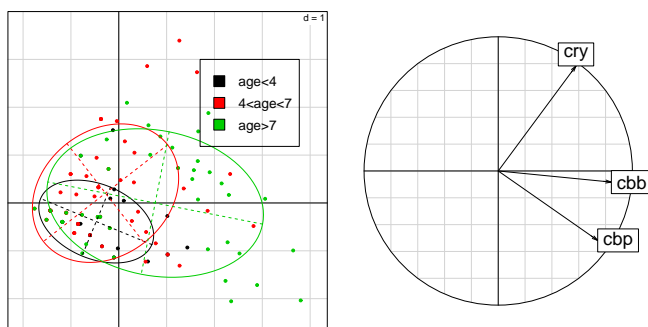 d = 1
age<4
4<age<7
age>7
cry
cbb
cbp